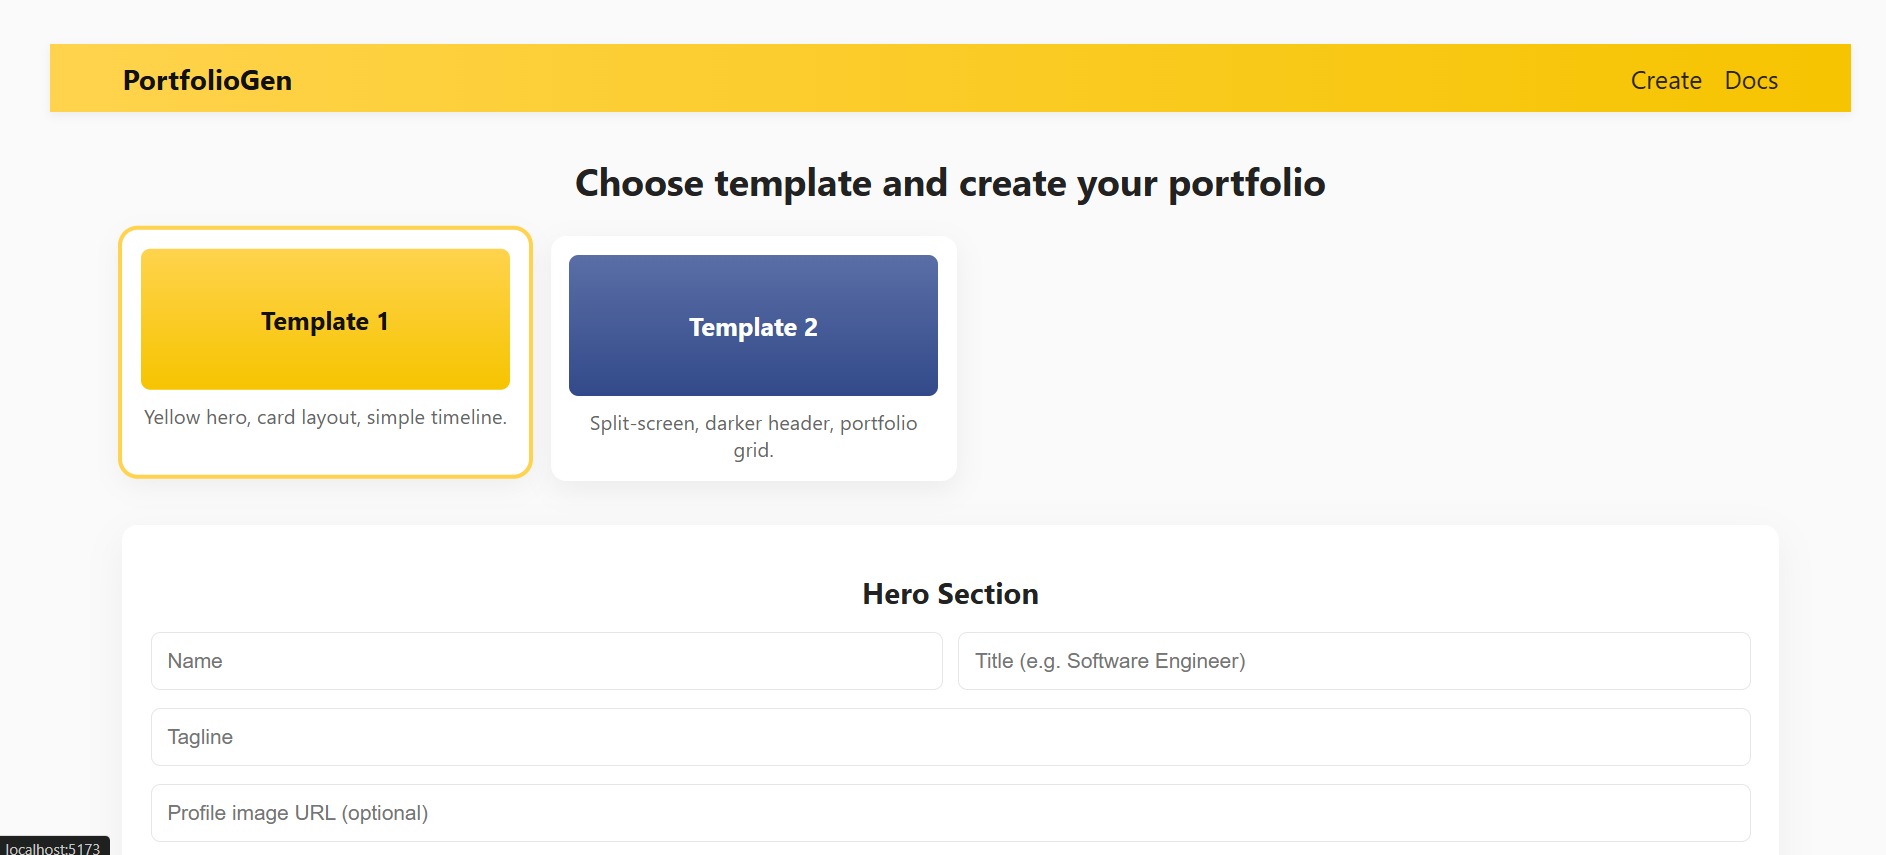 PortfolioGen
Create Docs
Choose template and create your portfolio
Template 1
Yellow hero, card layout, simple timeline.
Template 2
Split-screen, darker header, portfolio
grid.
Hero Section
Name
Title (e.g. Software Engineer)
Tagline
Profile image URL (optional)
localhost:5173